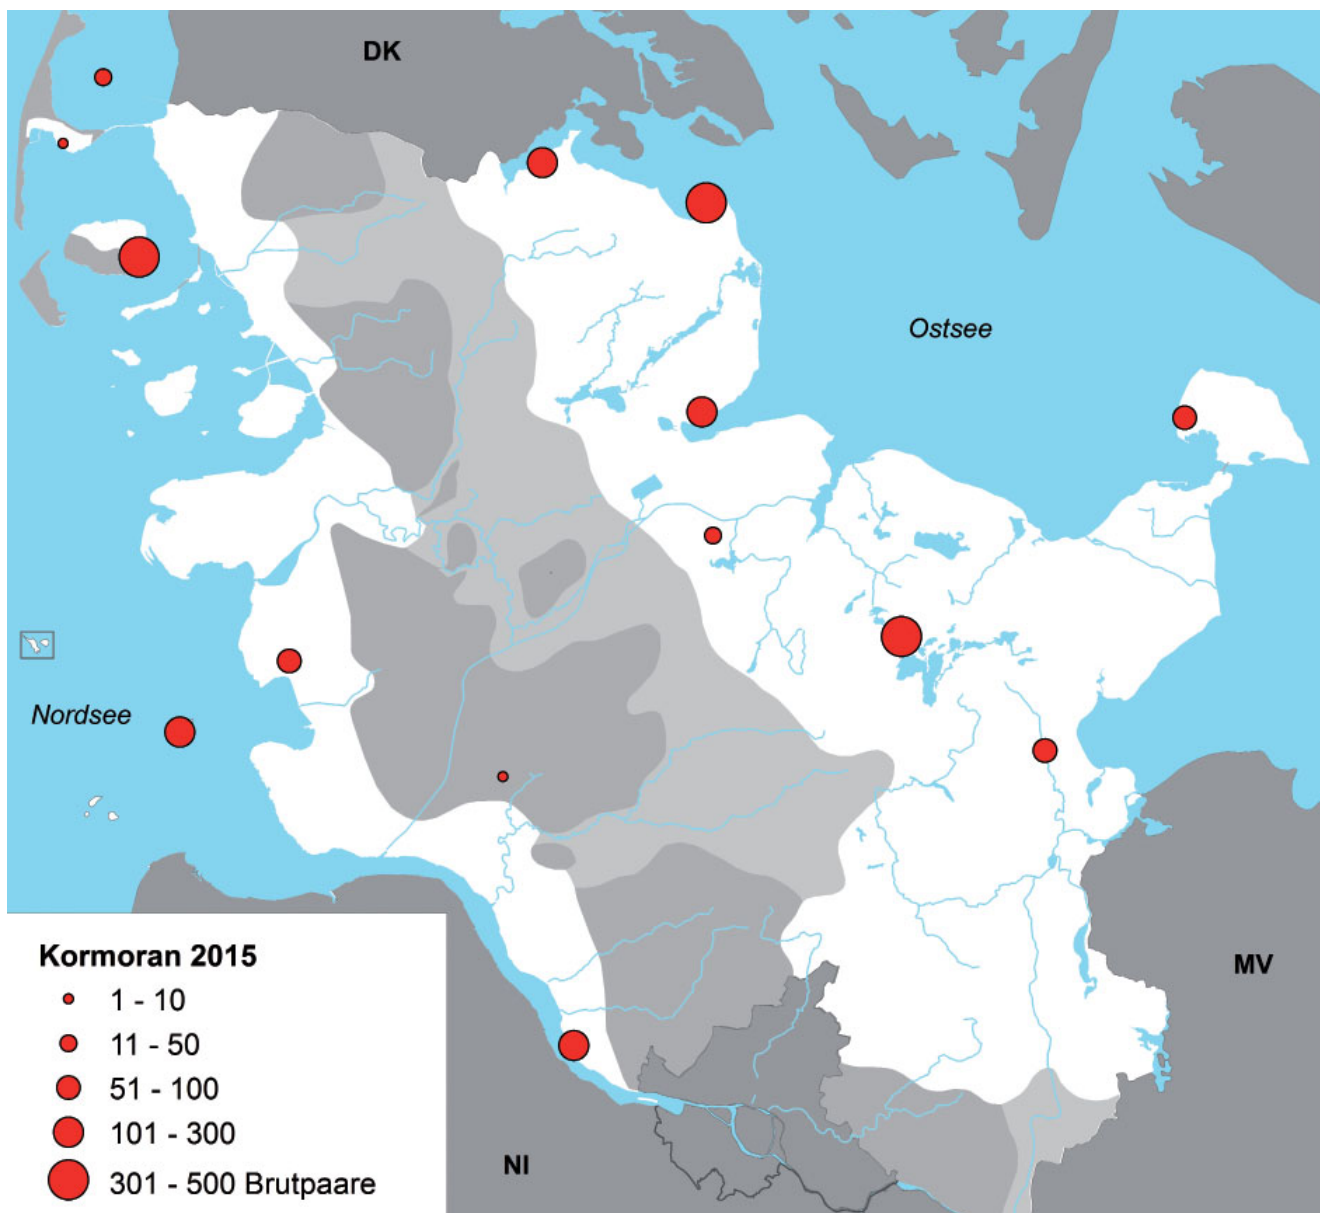 DK
Ostsee
Nordsee
MV
NI
Kormoran 2015
1 - 10
11 - 50
51 - 100
101 - 300
301 - 500 Brutpaare